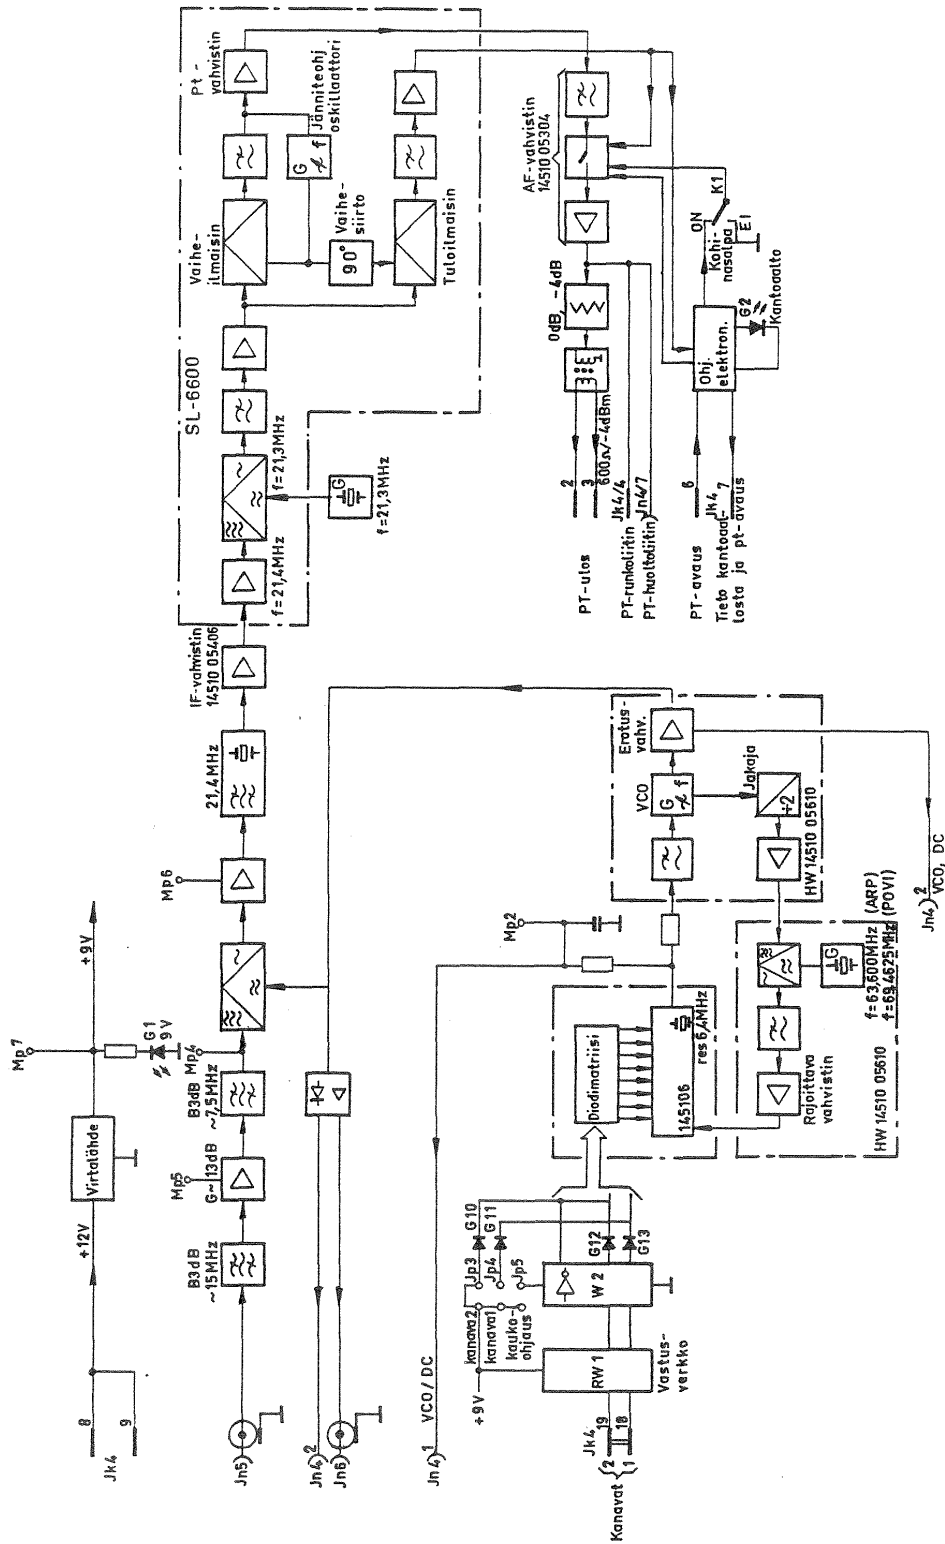 Jk4
8
9
+12V
Virtalähde
Mp7
+9V
G1
9V
Jn5
B3dB
~15MHz
Mp5
G~13dB
B3dB
~7,5MHz
Mp4
Mp6
21,4MHz
IF-vahvistin
14510 05406
SL-6600
f=21,4MHz
f=21,3MHz
G
f=21,3MHz
Vaihe-
ilmaisin
Pt-
vahvistin
G
f
Jänniteohj
oskillaattori
90°
Vaihe-
siirto
Tuloilmaisin
Jn4
2
Jn6
Jn4
1
VCO/DC
Mp2
AF-vahvistin
14510 05304
0dB, -4dB
600Ω/-4dBm
2
3
PT-ulos
Jk4/4
PT-runkoliitin
Jn4/7
PT-huoltoliitin
6
PT-avaus
Jk4
7
Tieto kantoaal-
losta ja pt-avaus
Ohj.
elektron.
G2
Kantoaalto
ON
EI
K1
Kohi-
nasalpa
Kanavat
2
1
Jk4
19
18
+9V
RW1
Vastus-
verkko
kanava2
kanava1
kauko-
ohjaus
Jp3
Jp4
Jp5
W2
G10
G11
G12
G13
Diodimatriisi
145106
res 6,4MHz
Rajoittava
vahvistin
HW 14510 05610
G
f=63,600MHz (ARP)
f=69,4625MHz (POVI)
VCO
G
f
Erotus-
vahv.
Jakaja
÷2
HW 14510 05610
Jn4
2
VCO, DC